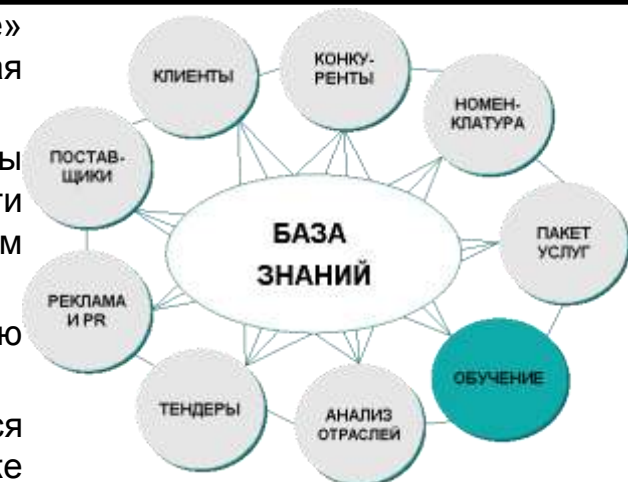 КЛИЕНТЫ
КОНКУ-
РЕНТЫ
НОМЕН-
КЛАТУРА
ПОСТАВ-
ЩИКИ
ПАКЕТ
УСЛУГ
БАЗА
ЗНАНИЙ
РЕКЛАМА
И PR
ОБУЧЕНИЕ
ТЕНДЕРЫ
АНАЛИЗ
ОТРАСЛЕЙ